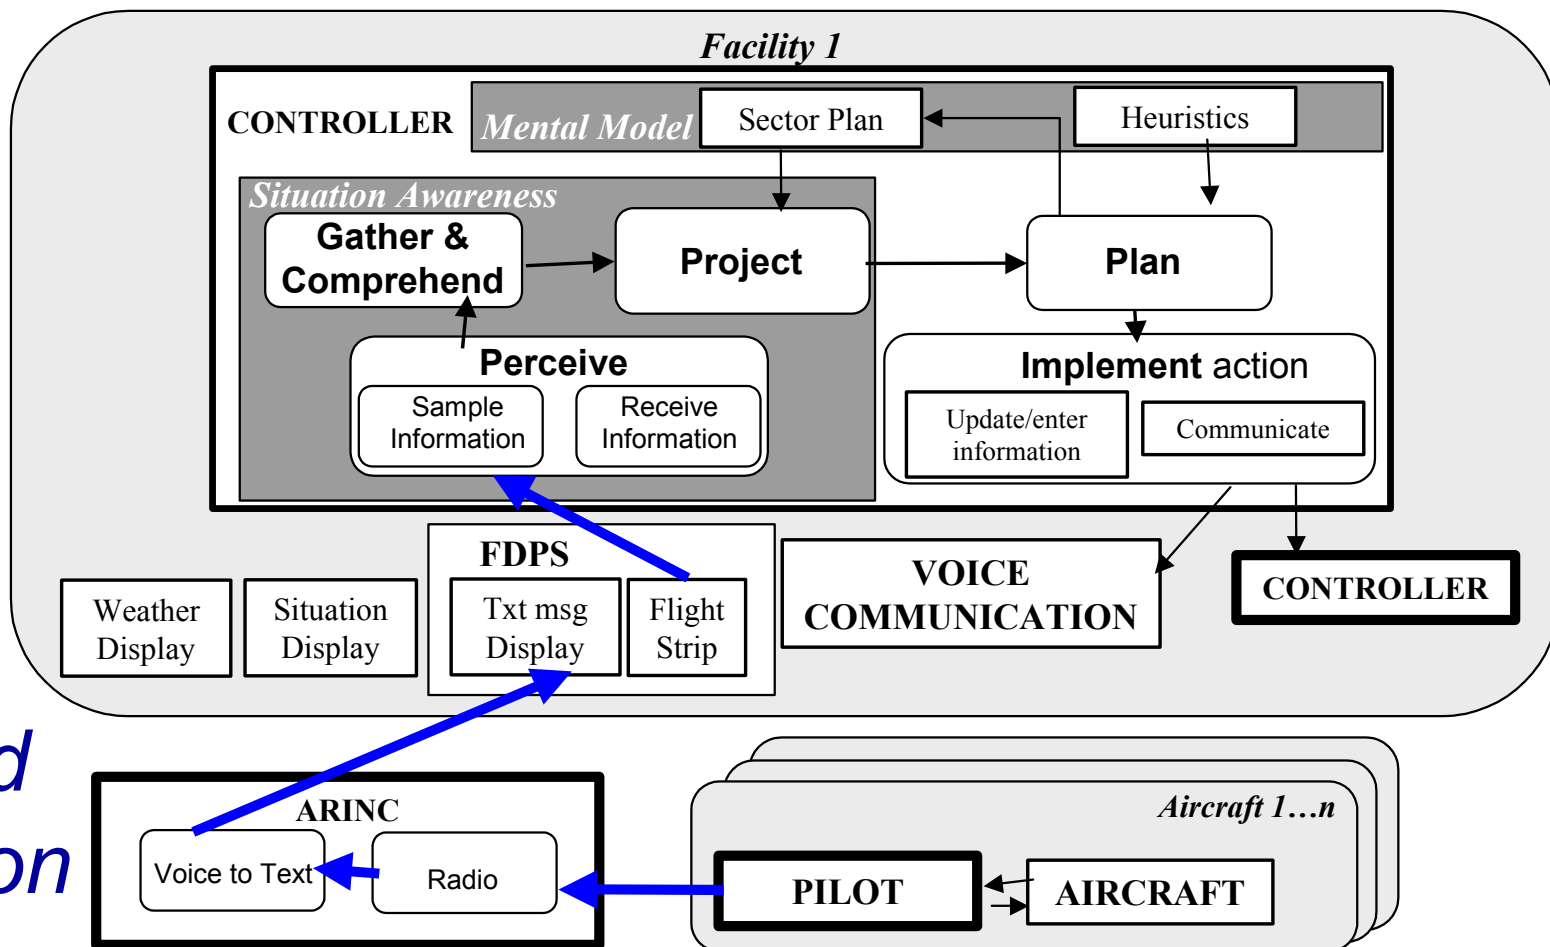 Facility 1
CONTROLLER
Mental Model
Sector Plan
Heuristics
Situation Awareness
Gather &
Comprehend
Project
Plan
Perceive
Sample
Information
Receive
Information
Implement action
Update/enter
information
Communicate
FDPS
Weather
Display
Situation
Display
Txt msg
Display
Flight
Strip
VOICE
COMMUNICATION
CONTROLLER
d
on
ARINC
Voice to Text
Radio
Aircraft 1…n
PILOT
AIRCRAFT